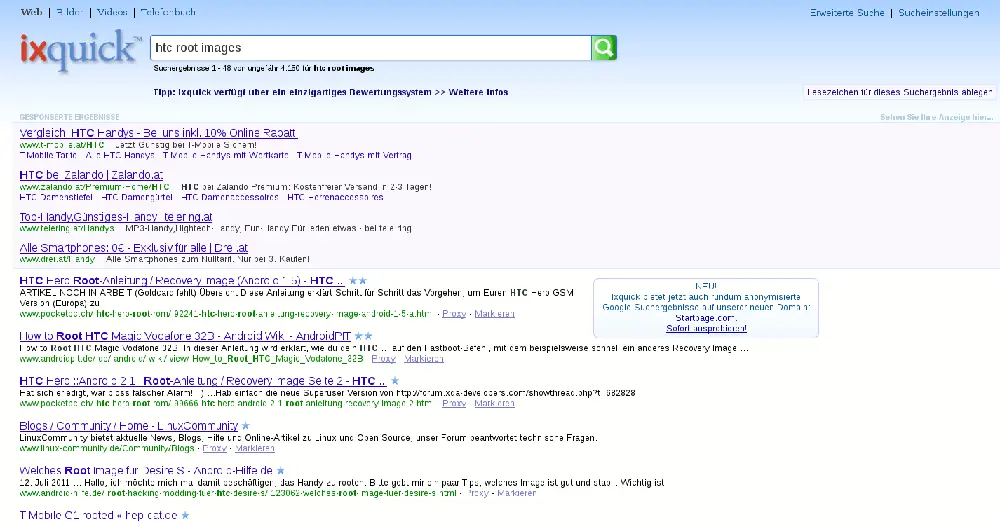 Web | Bilder | Videos | Telefonbuch
Erweiterte Suche | Sucheinstellungen
ixquick™
htc root images
Suchergebnisse 1 - 48 von ungefähr 4.150 für htc root images
Tipp: Ixquick verfügt über ein einzigartiges Bewertungssystem >> Weitere Infos
Lesezeichen für dieses Suchergebnis ablegen
GESPONSERTE ERGEBNISSE
Sehen Sie Ihre Anzeige hier...
Vergleich: HTC Handys - Bei uns inkl. 10% Online Rabatt
www.t-mobile.at/HTC Jetzt Günstig bei T-Mobile Sichern!
T-Mobile Tarife - Alle HTC Handys - T-Mobile Handys mit Wertkarte - T-Mobile Handys mit Vertrag
HTC bei Zalando | Zalando.at
www.zalando.at/Premium-Home/HTC HTC bei Zalando Premium: Kostenfreier Versand in 2-3 Tagen!
HTC Damenstiefel - HTC Damengürtel - HTC Damenaccessoires - HTC Herrenaccessoires
Top-Handy,Günstiges-Handy telering.at
www.telering.at/Handys MP3-Handy,Hightech-Handy, Fun-Handy Für jeden etwas - bei telering
Alle Smartphones: 0€ - Exklusiv für alle | Drei.at
www.drei.at/Handy Alle Smartphones zum Nulltarif. Nur bei 3. Kaufen!
HTC Hero Root-Anleitung / Recovery Image (Android 1.5) - HTC ...
ARTIKEL NOCH IN ARBEIT (Goldcard fehlt) Übersicht. Diese Anleitung erklärt Schritt für Schritt das Vorgehen, um Euren HTC Hero GSM
Version (Europa) zu
www.pocketpc.ch/ htc-hero-root-rom/ 92241-htc-hero-root-anleitung-recovery-image-android-1-5-a.html - Proxy - Markieren
NEU!
Ixquick bietet jetzt auch rundum anonymisierte
Google-Suchergebnisse auf unserer neuen Domain:
Startpage.com.
Sofort ausprobieren!
How to Root HTC Magic Vodafone 32B - Android Wiki - AndroidPIT
How to Root HTC Magic Vodafone 32B. In dieser Anleitung wird erklärt, wie du dein HTC ... auf den Fastboot-Befehl, mit dem beispielsweise schnell ein anderes Recovery Image ...
www.androidpit.de/ de/ android/ wiki/ view/ How_to_Root_HTC_Magic_Vodafone_32B - Proxy - Markieren
HTC Hero ::Android 2.1 Root-Anleitung / Recovery Image Seite 2 - HTC ...
Hat sich erledigt, war bloss falscher Alarm! :) ... Hab einfach die neue Superuser Version von http://forum.xda-developers.com/showthread.php?t=682828
www.pocketpc.ch/ htc-hero-root-rom/ 99666-htc-hero-android-2-1-root-anleitung-recovery-image-2.html - Proxy - Markieren
Blogs / Community / Home - LinuxCommunity
LinuxCommunity bietet aktuelle News, Blogs, Hilfe und Online-Artikel zu Linux und Open Source, unser Forum beantwortet technische Fragen.
www.linux-community.de/Community/Blogs - Proxy - Markieren
Welches Root Image für Desire S - Android-Hilfe.de
12. Juli 2011 ... Hallo, ich möchte mich mal damit beschäftigen, das Handy zu rooten. Bitte gebt mir ein paar Tips, welches Image ist gut und stabil. Wichtig ist
www.android-hilfe.de/ root-hacking-modding-fuer-htc-desire-s/ 123062-welches-root-image-fuer-desire-s.html - Proxy - Markieren
T-Mobile G1 rooted « hepicat.de